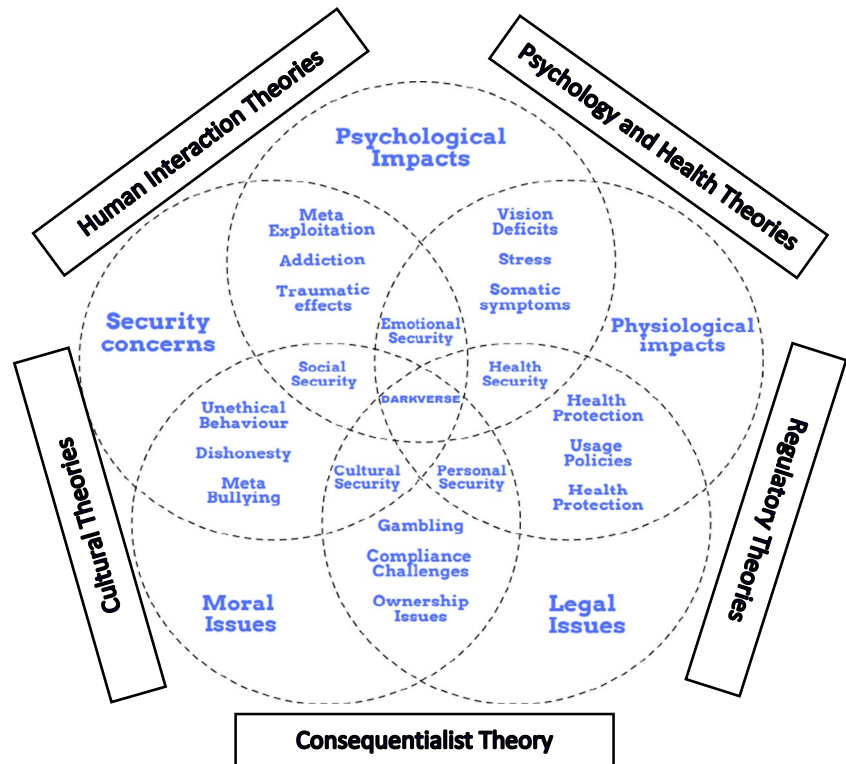 Human Interaction Theories
Psychology and Health Theories
Psychological
Impacts
Meta
Exploitation
Addiction
Traumatic
effects
Vision
Deficits
Stress
Somatic
symptoms
Security
concerns
Emotional
Security
Physiological
impacts
Social
Security
Health
Security
DARKVERSE
Unethical
Behaviour
Dishonesty
Meta
Bullying
Health
Protection
Usage
Policies
Health
Protection
Cultural
Security
Personal
Security
Gambling
Compliance
Challenges
Ownership
Issues
Moral
Issues
Legal
Issues
Cultural Theories
Regulatory Theories
Consequentialist Theory